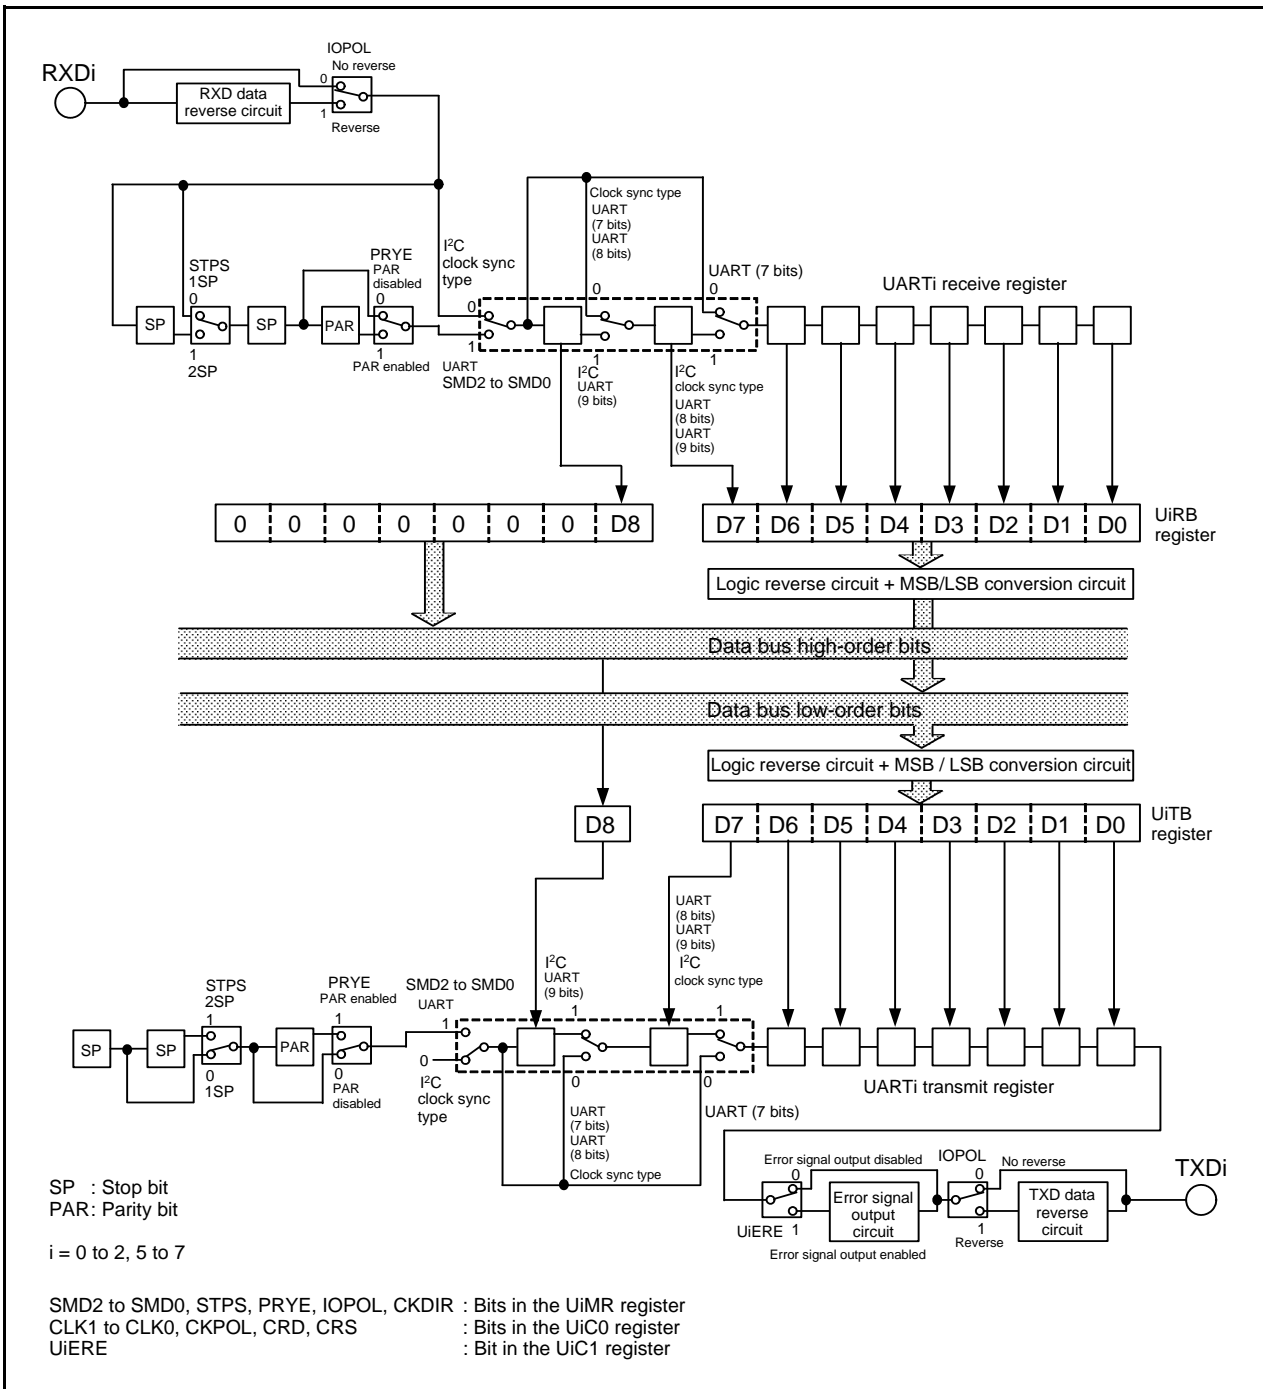 IOPOL
No reverse
RXDi
0
RXD data
reverse circuit
1
Reverse
Clock sync type
UART
(7 bits)
UART
(8 bits)
I²C
clock sync
type
STPS
1SP
0
PRYE
PAR
disabled
0
UART (7 bits)
0
0
0
UARTi receive register
SP
SP
PAR
1
2SP
1
PAR enabled
1
UART
SMD2 to SMD0
1
I²C
UART
(9 bits)
1
I²C
clock sync type
UART
(8 bits)
UART
(9 bits)
0 0 0 0 0 0 0 D8
D7 D6 D5 D4 D3 D2 D1 D0
UiRB
register
Logic reverse circuit + MSB/LSB conversion circuit
Data bus high-order bits
Data bus low-order bits
Logic reverse circuit + MSB / LSB conversion circuit
D8
D7 D6 D5 D4 D3 D2 D1 D0
UiTB
register
UART
(8 bits)
UART
(9 bits)
I²C
clock sync type
I²C
UART
(9 bits)
SMD2 to SMD0
UART
STPS
2SP
1
PRYE
PAR enabled
1
1
1
1
SP
SP
PAR
0
I²C
clock sync
type
0
1SP
0
PAR
disabled
0
0
UART
(7 bits)
UART
(8 bits)
Clock sync type
UART (7 bits)
UARTi transmit register
Error signal output disabled
0
IOPOL
0
No reverse
TXDi
Error signal
output
circuit
TXD data
reverse
circuit
UiERE
1
Error signal output enabled
1
Reverse
SP : Stop bit
PAR: Parity bit
i = 0 to 2, 5 to 7
SMD2 to SMD0, STPS, PRYE, IOPOL, CKDIR : Bits in the UiMR register
CLK1 to CLK0, CKPOL, CRD, CRS : Bits in the UiC0 register
UiERE : Bit in the UiC1 register